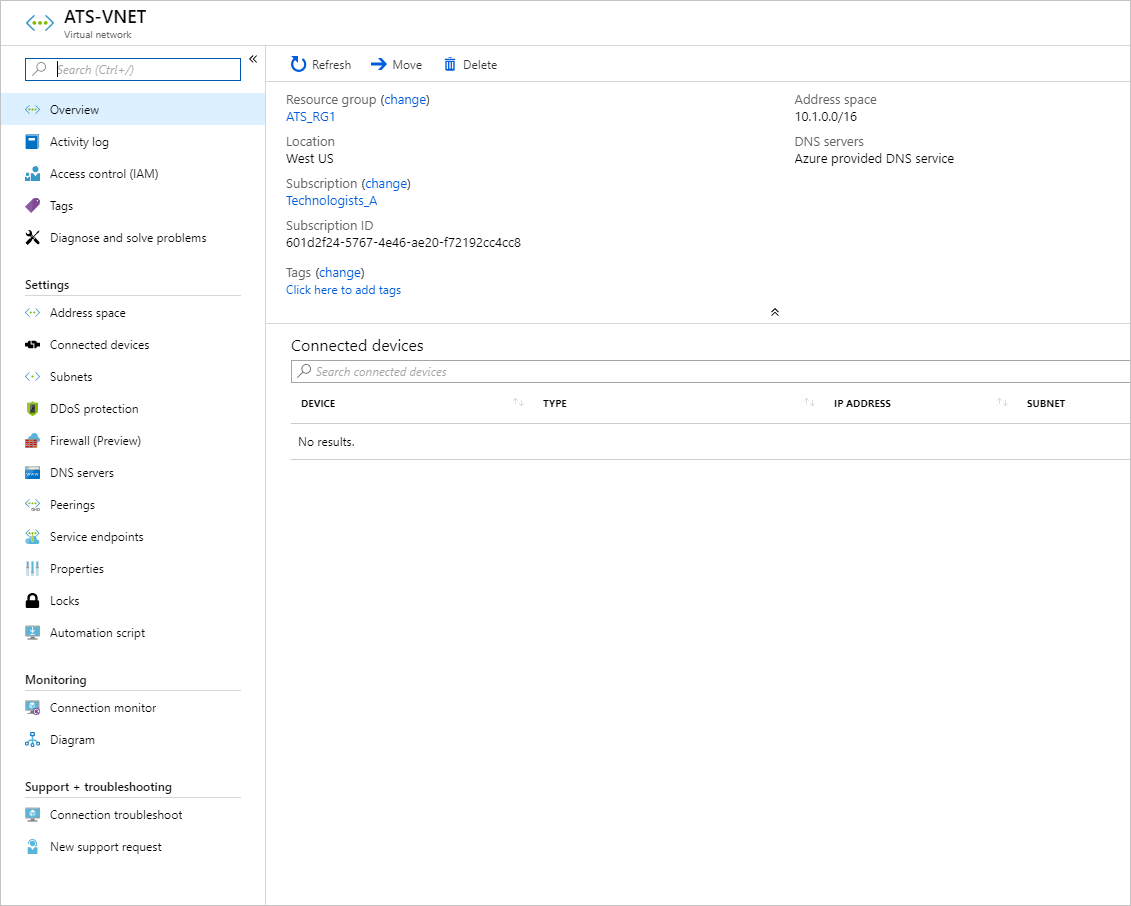 ATS-VNET
Virtual network
Search (Ctrl+/)
«
Overview
Activity log
Access control (IAM)
Tags
Diagnose and solve problems
Settings
Address space
Connected devices
Subnets
DDoS protection
Firewall (Preview)
DNS servers
Peerings
Service endpoints
Properties
Locks
Automation script
Monitoring
Connection monitor
Diagram
Support + troubleshooting
Connection troubleshoot
New support request
Refresh Move Delete
Resource group (change)
ATS_RG1
Location
West US
Subscription (change)
Technologists_A
Subscription ID
601d2f24-5767-4e46-ae20-f72192cc4cc8
Tags (change)
Click here to add tags
Address space
10.1.0.0/16
DNS servers
Azure provided DNS service
Connected devices
Search connected devices
DEVICE TYPE IP ADDRESS SUBNET
No results.